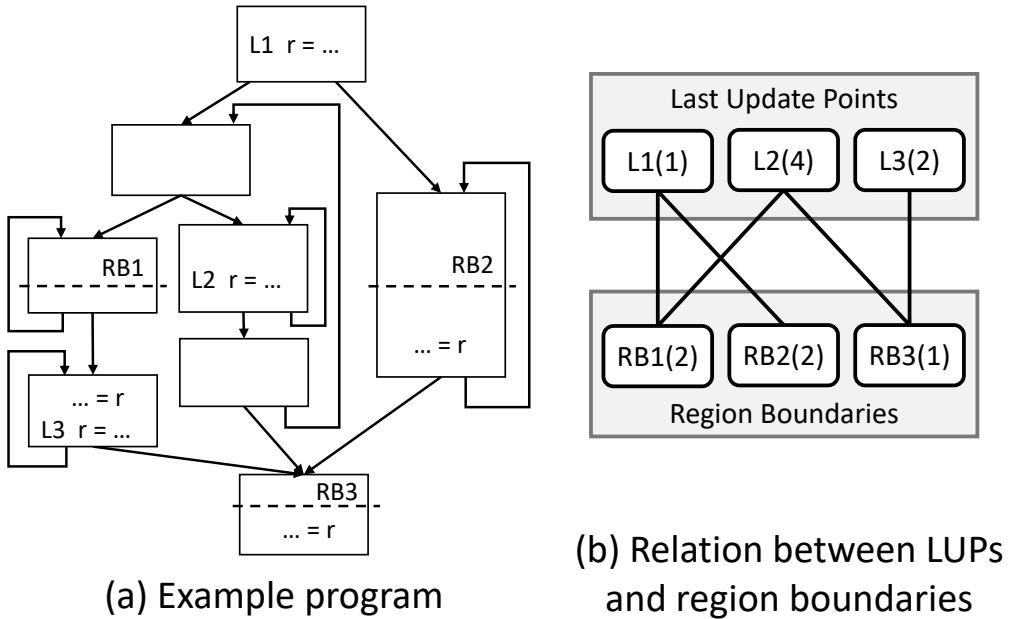 L1 r = ...
RB1
L2 r = ...
RB2
... = r
... = r
L3 r = ...
RB3
... = r
(a) Example program
Last Update Points
L1(1)
L2(4)
L3(2)
RB1(2)
RB2(2)
RB3(1)
Region Boundaries
(b) Relation between LUPs
and region boundaries